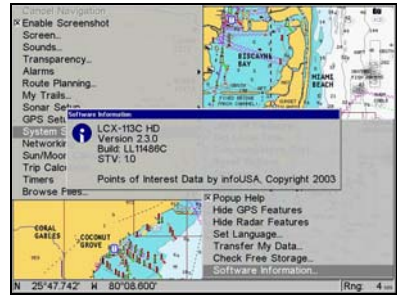 Cancel Navigation
Enable Screenshot
Screen...
Sounds...
Transparency...
Alarms
Route Planning...
My Trails...
Sonar Setup
GPS Setu
System S
Networkin
Sun/Moon
Trip Calcu
Timers
Browse Files...
Software Information
LCX-113C HD
Version 2.3.0
Build: LL11486C
STV: 1.0
Points of Interest Data by infoUSA, Copyright 2003
Popup Help
Hide GPS Features
Hide Radar Features
Set Language...
Transfer My Data...
Check Free Storage...
Software Information...
BISCAYNE
BAY
MIAMI
BEACH
CORAL
GABLES
COCONUT
GROVE
N 25°47.742' W 80°08.600'
Rng: 4